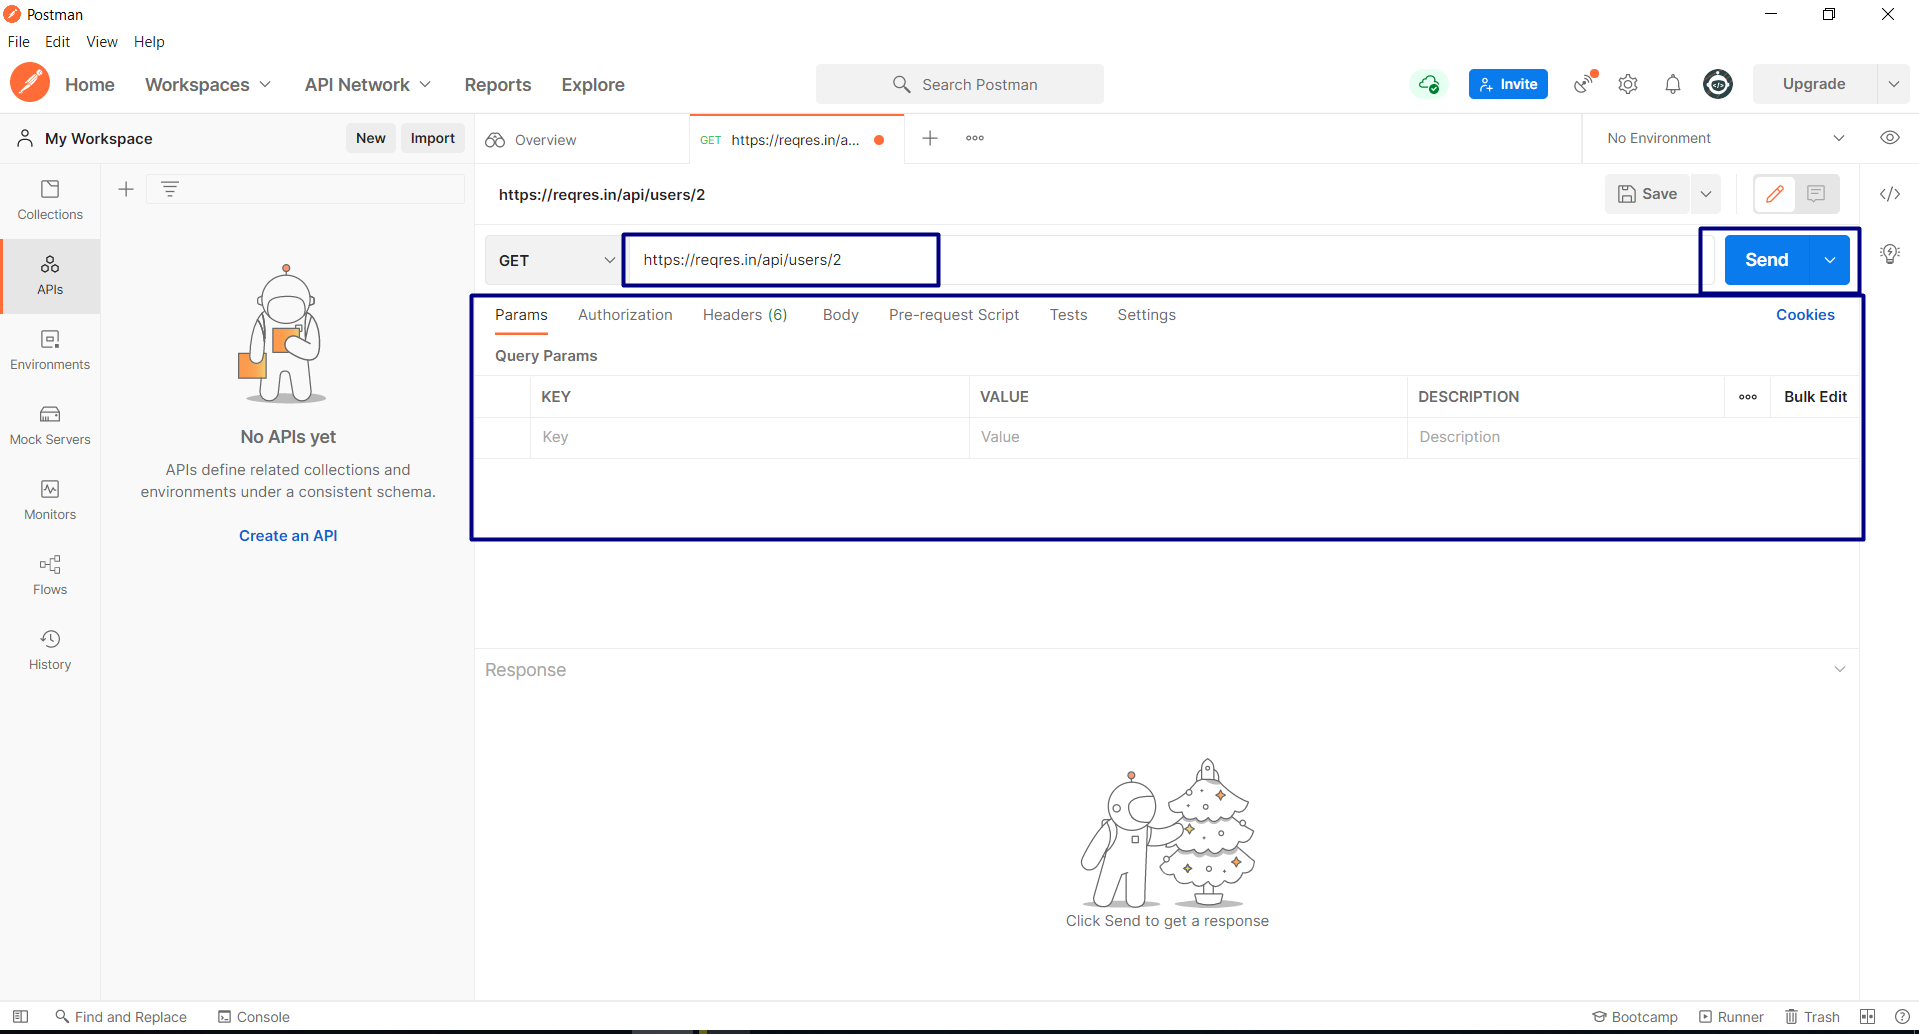 Postman
File Edit View Help
Home Workspaces API Network Reports Explore Search Postman Invite Upgrade
My Workspace New Import Overview GET https://reqres.in/a... No Environment
https://reqres.in/api/users/2 Save
GET https://reqres.in/api/users/2 Send
Params Authorization Headers (6) Body Pre-request Script Tests Settings Cookies
Query Params
KEY VALUE DESCRIPTION Bulk Edit
Key Value Description
Collections
APIs
Environments
Mock Servers
Monitors
Flows
History
No APIs yet
APIs define related collections and
environments under a consistent schema.
Create an API
Response
Click Send to get a response
Find and Replace Console Bootcamp Runner Trash